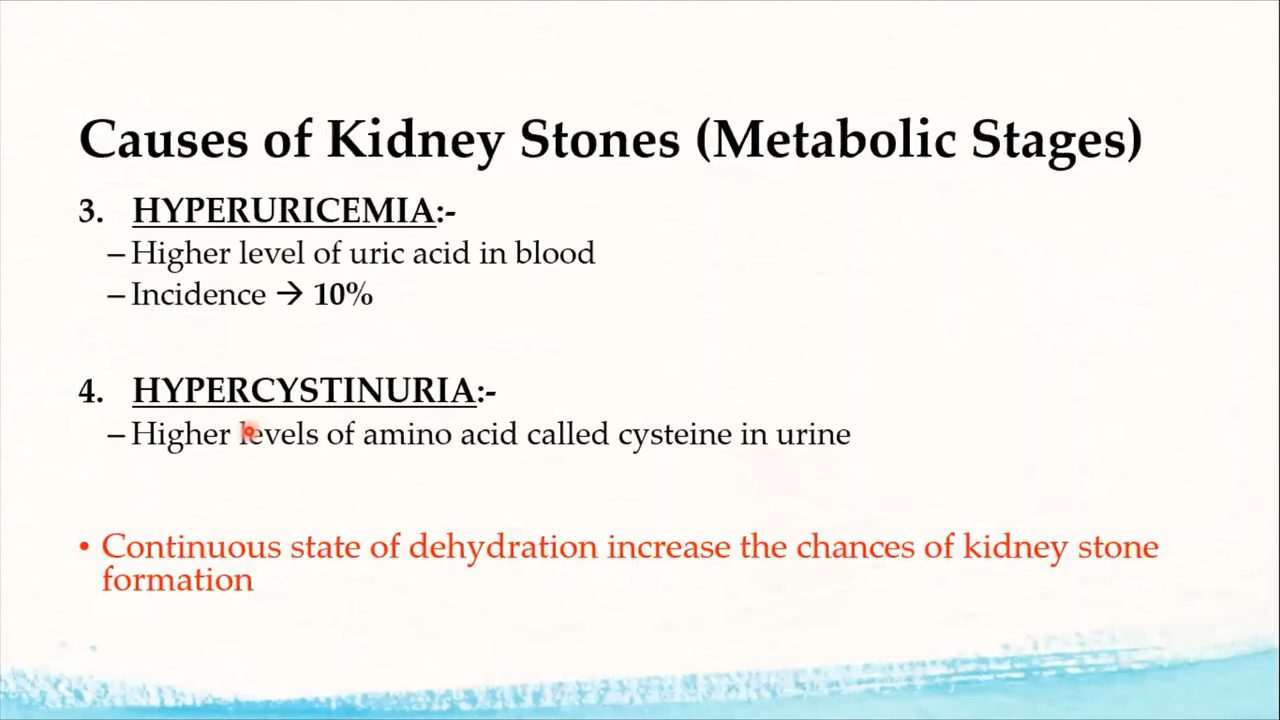 Causes of Kidney Stones (Metabolic Stages)
3. HYPERURICEMIA:-
– Higher level of uric acid in blood
– Incidence → 10%
4. HYPERCYSTINURIA:-
– Higher levels of amino acid called cysteine in urine
• Continuous state of dehydration increase the chances of kidney stone
formation